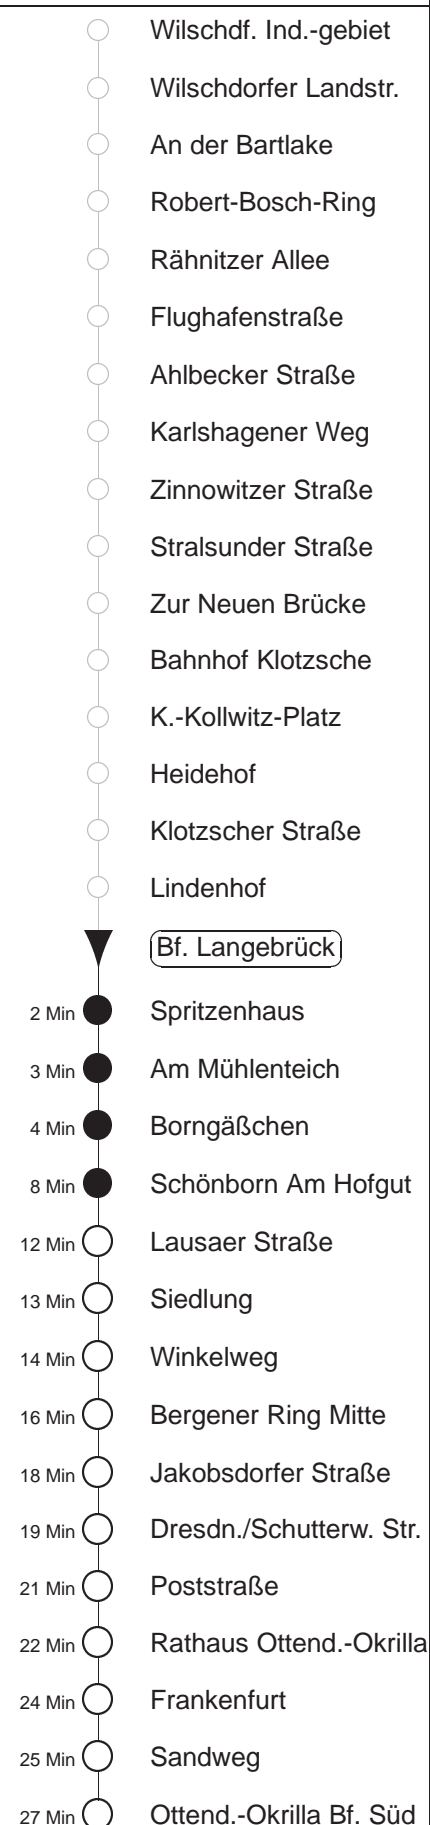 Wilschdf. Ind.-gebiet
Wilschdorfer Landstr.
An der Bartlake
Robert-Bosch-Ring
Rähnitzer Allee
Flughafenstraße
Ahlbecker Straße
Karlshagener Weg
Zinnowitzer Straße
Stralsunder Straße
Zur Neuen Brücke
Bahnhof Klotzsche
K.-Kollwitz-Platz
Heidehof
Klotzscher Straße
Lindenhof
Bf. Langebrück
2 Min Spritzenhaus
3 Min Am Mühlenteich
4 Min Borngäßchen
8 Min Schönborn Am Hofgut
12 Min Lausaer Straße
13 Min Siedlung
14 Min Winkelweg
16 Min Bergener Ring Mitte
18 Min Jakobsdorfer Straße
19 Min Dresdn./Schutterw. Str.
21 Min Poststraße
22 Min Rathaus Ottend.-Okrilla
24 Min Frankenfurt
25 Min Sandweg
27 Min Ottend.-Okrilla Bf. Süd